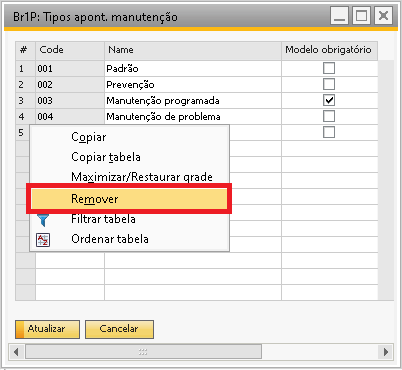 Br1P: Tipos apont. manutenção
# Code Name Modelo obrigatório
1 001 Padrão
2 002 Prevenção
3 003 Manutenção programada
4 004 Manutenção de problema
5
Copiar
Copiar tabela
Maximizar/Restaurar grade
Remover
Filtrar tabela
Ordenar tabela
Atualizar Cancelar